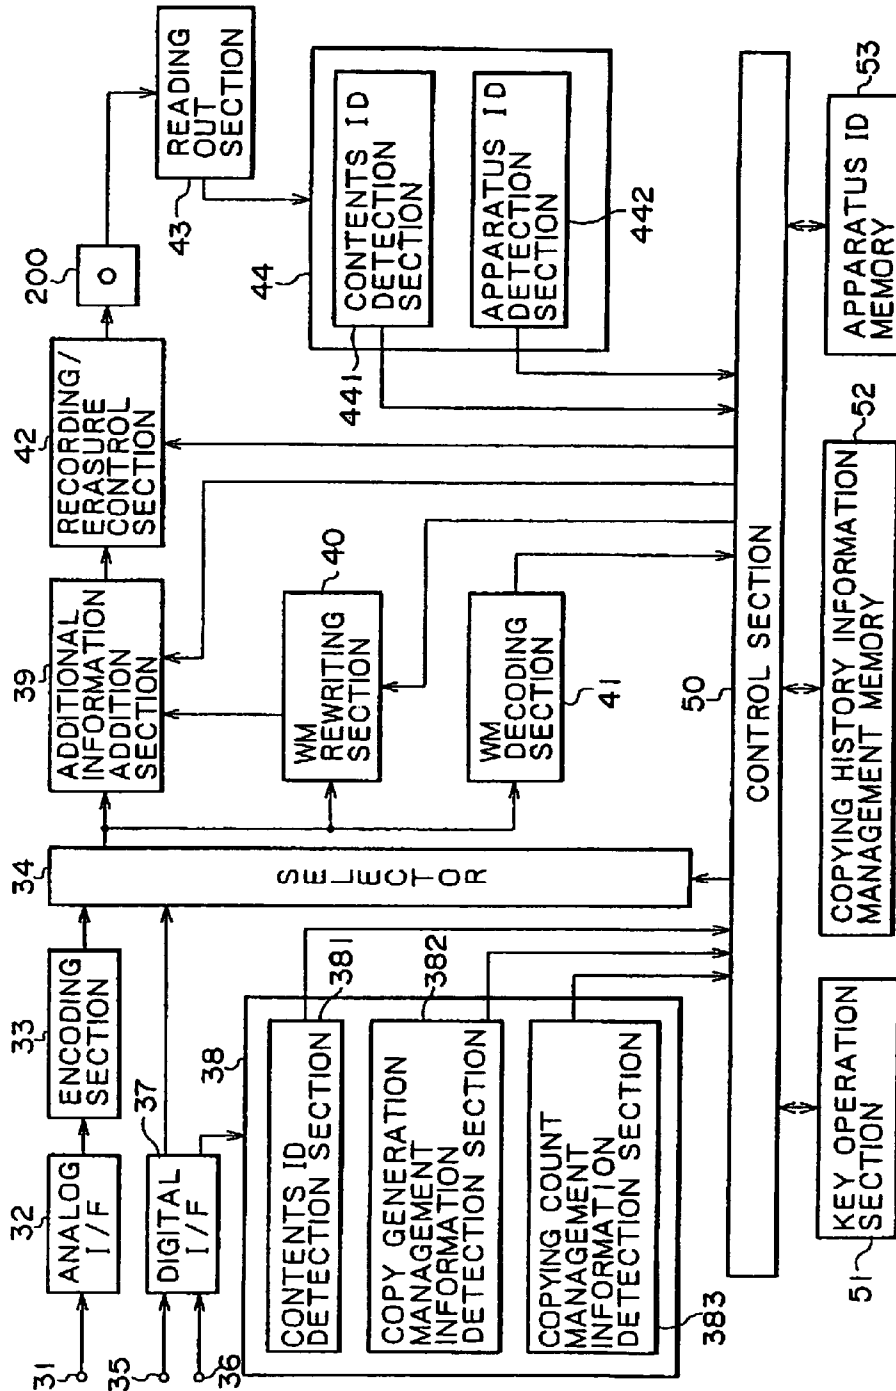 31
32
ANALOG
I/F
33
ENCODING
SECTION
34
SELECTOR
35
36
37
DIGITAL
I/F
38
CONTENTS ID
DETECTION SECTION
381
COPY GENERATION
MANAGEMENT
INFORMATION
DETECTION SECTION
382
COPYING COUNT
MANAGEMENT
INFORMATION
DETECTION SECTION
383
39
ADDITIONAL
INFORMATION
ADDITION
SECTION
40
WM
REWRITING
SECTION
WM
DECODING
SECTION
41
42
RECORDING/
ERASURE
CONTROL
SECTION
200
READING
OUT
SECTION
43
44
CONTENTS ID
DETECTION
SECTION
441
APPARATUS ID
DETECTION
SECTION
442
50
CONTROL SECTION
KEY OPERATION
SECTION
51
COPYING HISTORY INFORMATION
MANAGEMENT MEMORY
52
APPARATUS ID
MEMORY
53